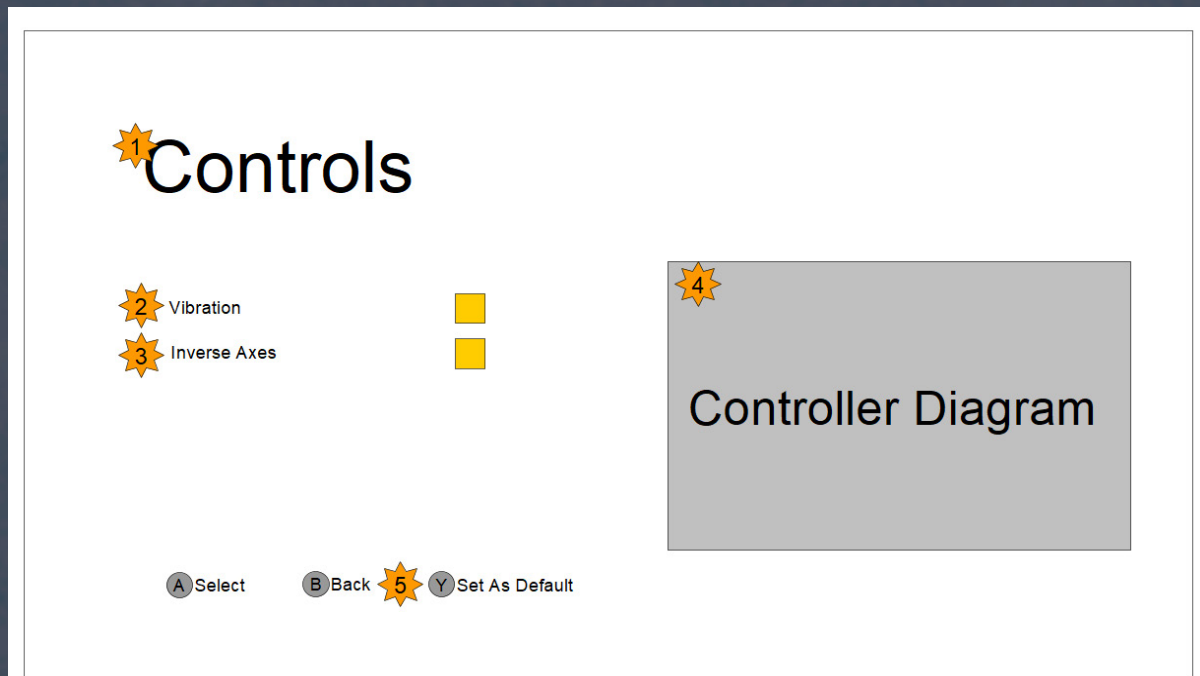 1 Controls
2 Vibration
3 Inverse Axes
4
Controller Diagram
A Select B Back 5 Y Set As Default